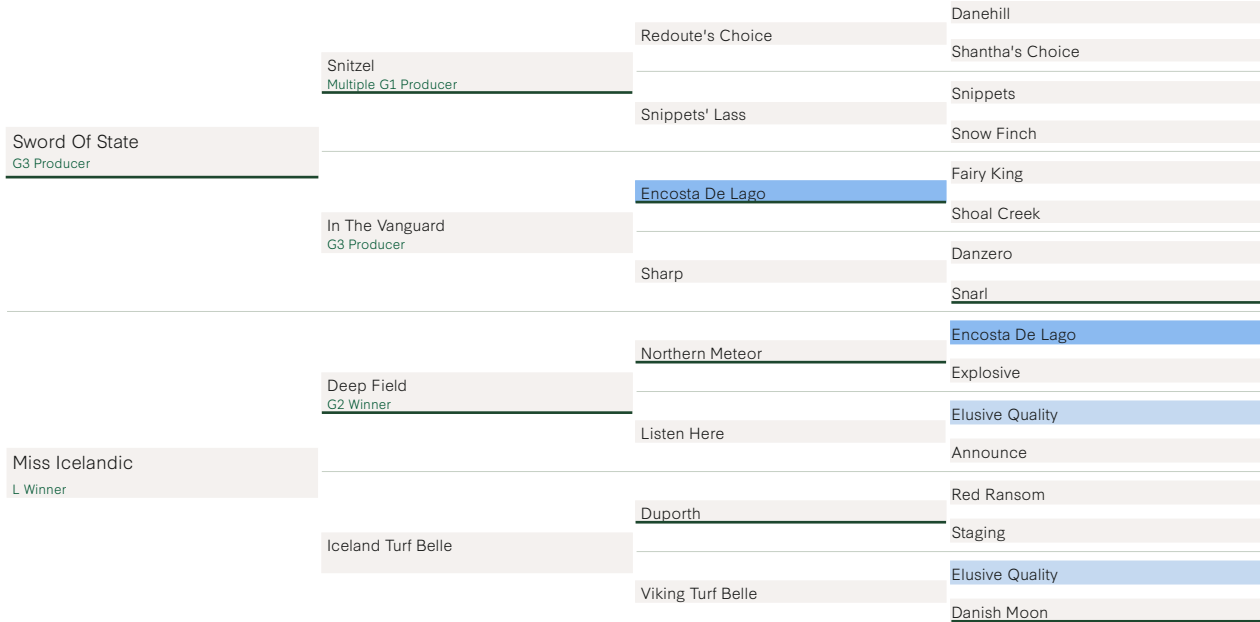 Sword Of State
G3 Producer
Miss Icelandic
L Winner
Snitzel
Multiple G1 Producer
In The Vanguard
G3 Producer
Deep Field
G2 Winner
Iceland Turf Belle
Redoute's Choice
Snippets' Lass
Encosta De Lago
Sharp
Northern Meteor
Listen Here
Duporth
Viking Turf Belle
Danehill
Shantha's Choice
Snippets
Snow Finch
Fairy King
Shoal Creek
Danzero
Snarl
Encosta De Lago
Explosive
Elusive Quality
Announce
Red Ransom
Staging
Elusive Quality
Danish Moon